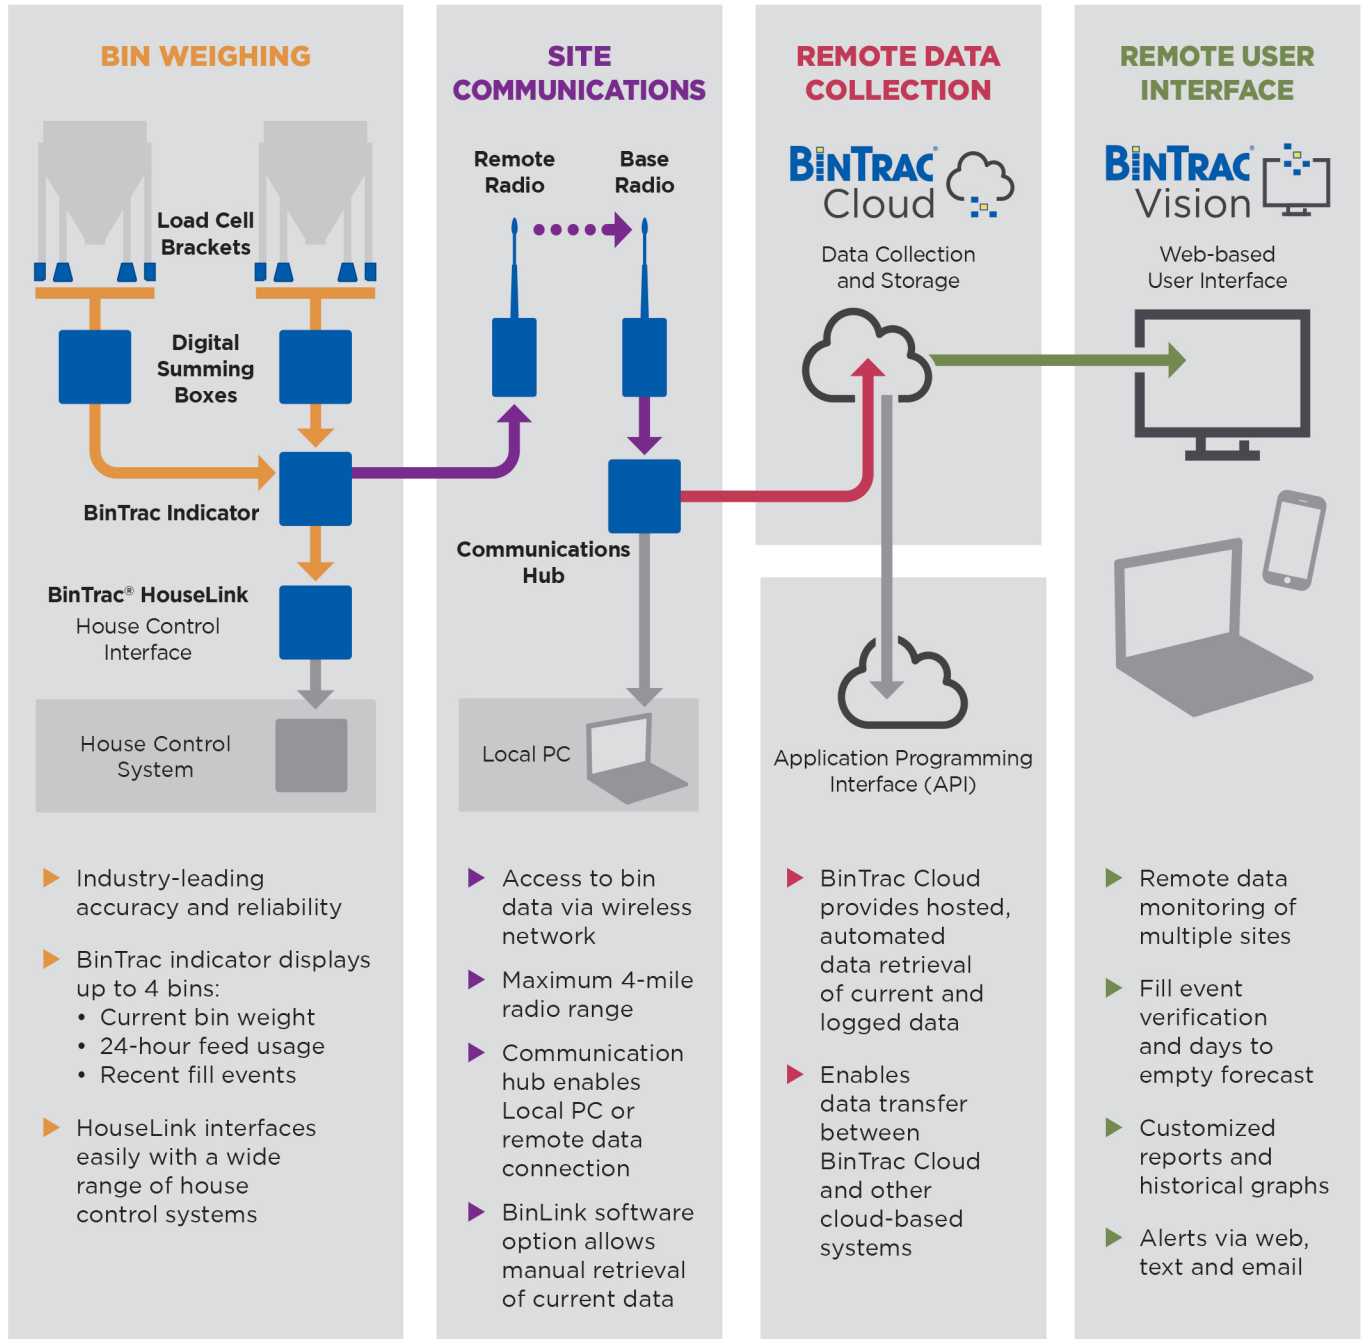 BIN WEIGHING
Load Cell
Brackets
Digital
Summing
Boxes
BinTrac Indicator
BinTrac® HouseLink
House Control
Interface
House Control
System
▶ Industry-leading
accuracy and reliability
▶ BinTrac indicator displays
up to 4 bins:
• Current bin weight
• 24-hour feed usage
• Recent fill events
▶ HouseLink interfaces
easily with a wide
range of house
control systems
SITE
COMMUNICATIONS
Remote
Radio
Base
Radio
Communications
Hub
Local PC
▶ Access to bin
data via wireless
network
▶ Maximum 4-mile
radio range
▶ Communication
hub enables
Local PC or
remote data
connection
▶ BinLink software
option allows
manual retrieval
of current data
REMOTE DATA
COLLECTION
BINTRAC®
Cloud
Data Collection
and Storage
Application Programming
Interface (API)
▶ BinTrac Cloud
provides hosted,
automated
data retrieval
of current and
logged data
▶ Enables
data transfer
between
BinTrac Cloud
and other
cloud-based
systems
REMOTE USER
INTERFACE
BINTRAC®
Vision
Web-based
User Interface
▶ Remote data
monitoring of
multiple sites
▶ Fill event
verification
and days to
empty forecast
▶ Customized
reports and
historical graphs
▶ Alerts via web,
text and email